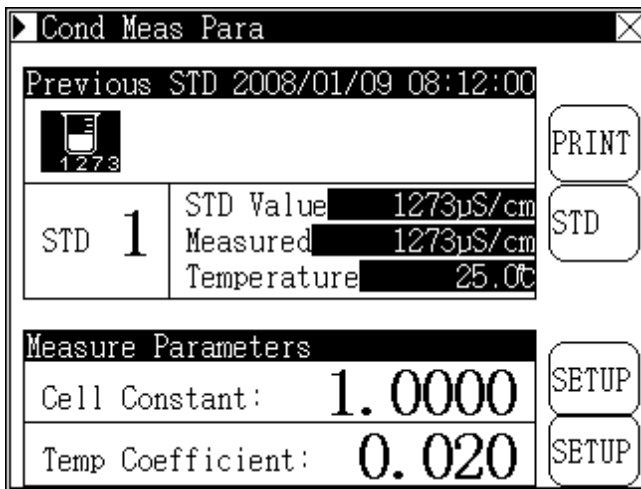 Cond Meas Para
Previous STD 2008/01/09 08:12:00
1273
PRINT
STD 1
STD Value 1273µS/cm
Measured 1273µS/cm
Temperature 25.0℃
STD
Measure Parameters
Cell Constant: 1.0000
SETUP
Temp Coefficient: 0.020
SETUP